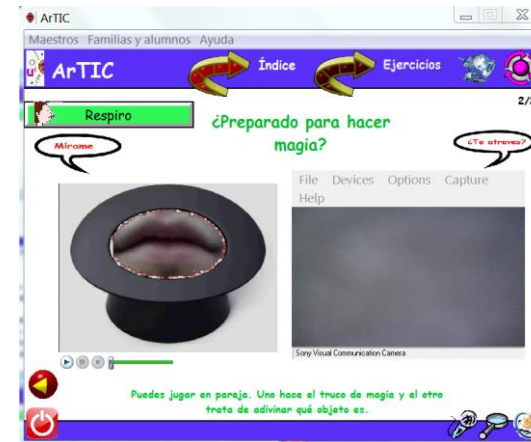 ArTIC
Maestros Familias y alumnos Ayuda
ArTIC
Índice
Ejercicios
Respiro
¿Preparado para hacer
magia?
Mírame
¿Te atreves?
File Devices Options Capture
Help
Sony Visual Communication Camera
Puedes jugar en pareja. Uno hace el truco de magia y el otro
trata de adivinar qué objeto es.